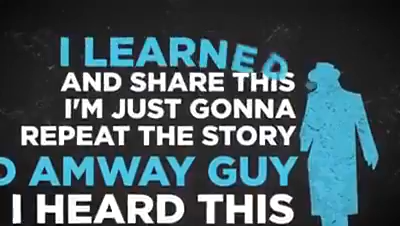 I LEARNED
AND SHARE THIS
I'M JUST GONNA
REPEAT THE STORY
AMWAY GUY
I HEARD THIS